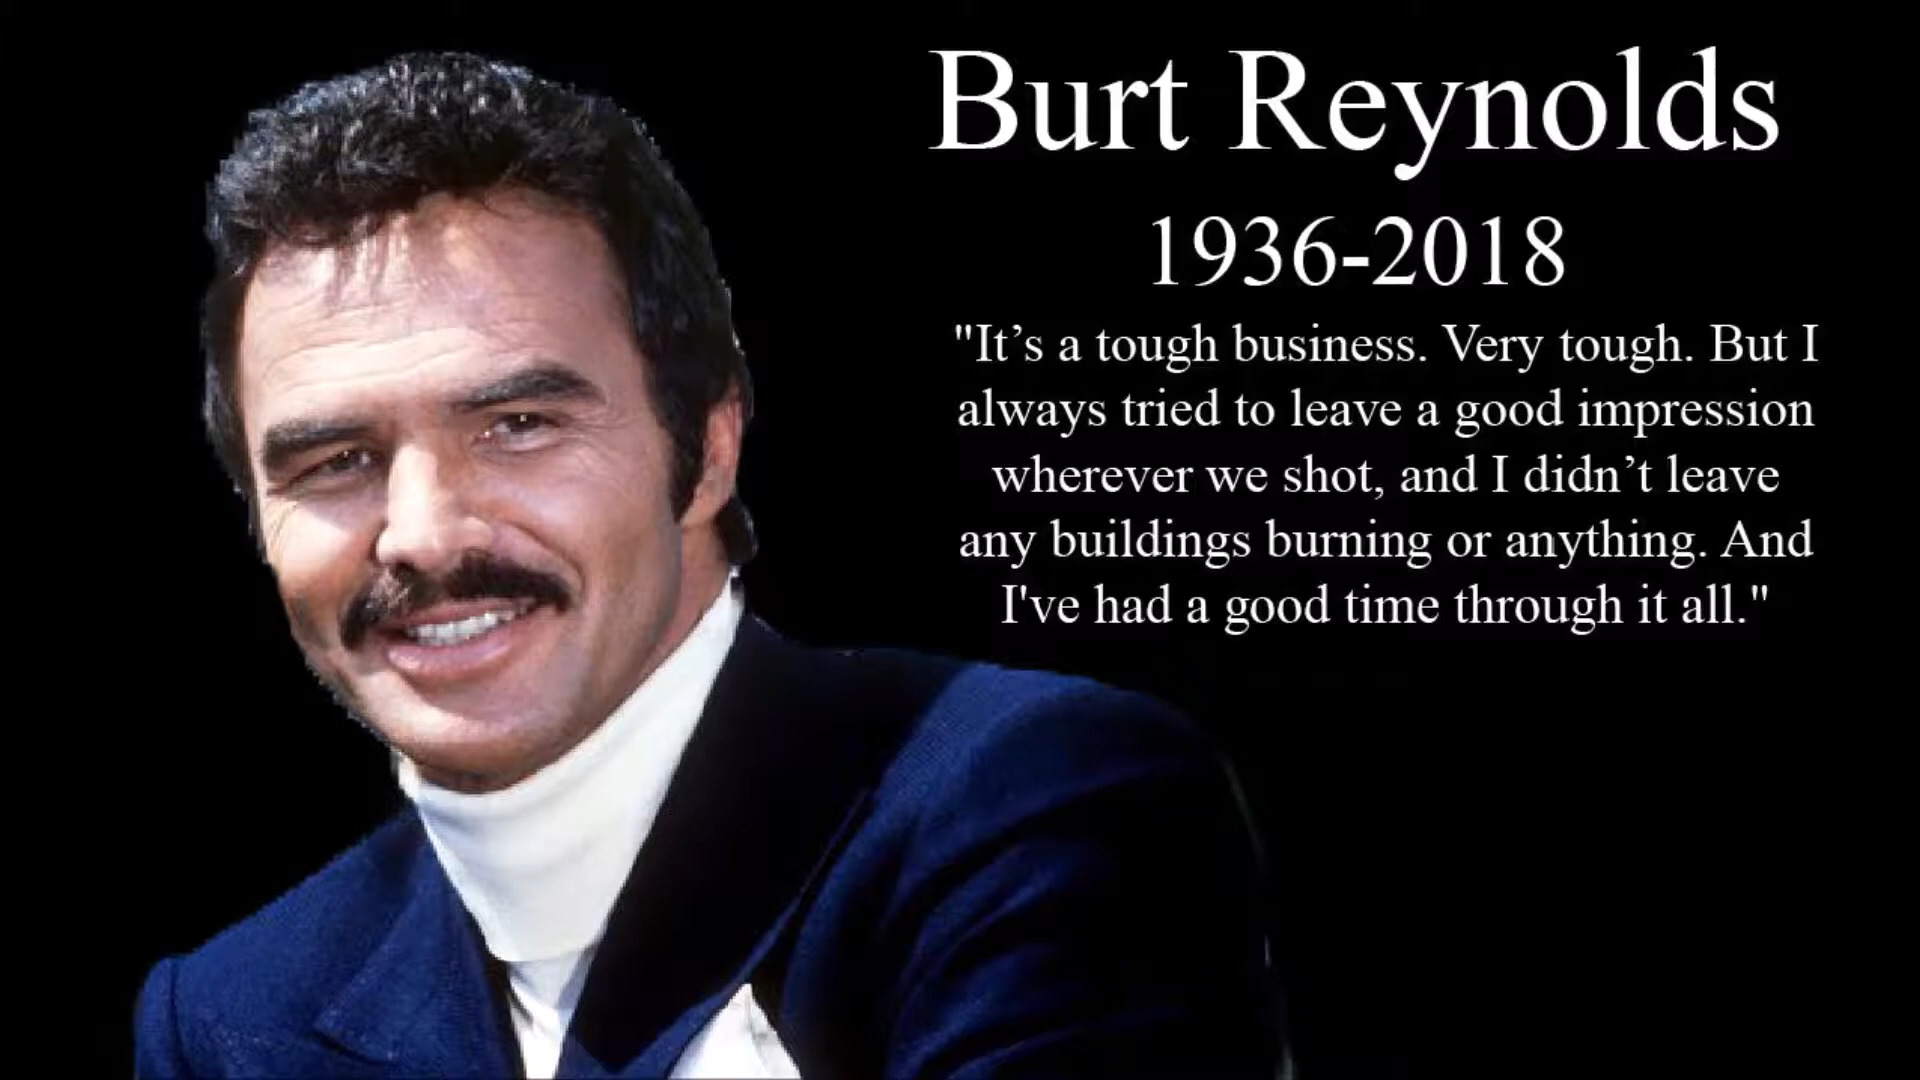 Burt Reynolds
1936-2018
"It’s a tough business. Very tough. But I
always tried to leave a good impression
wherever we shot, and I didn’t leave
any buildings burning or anything. And
I've had a good time through it all."